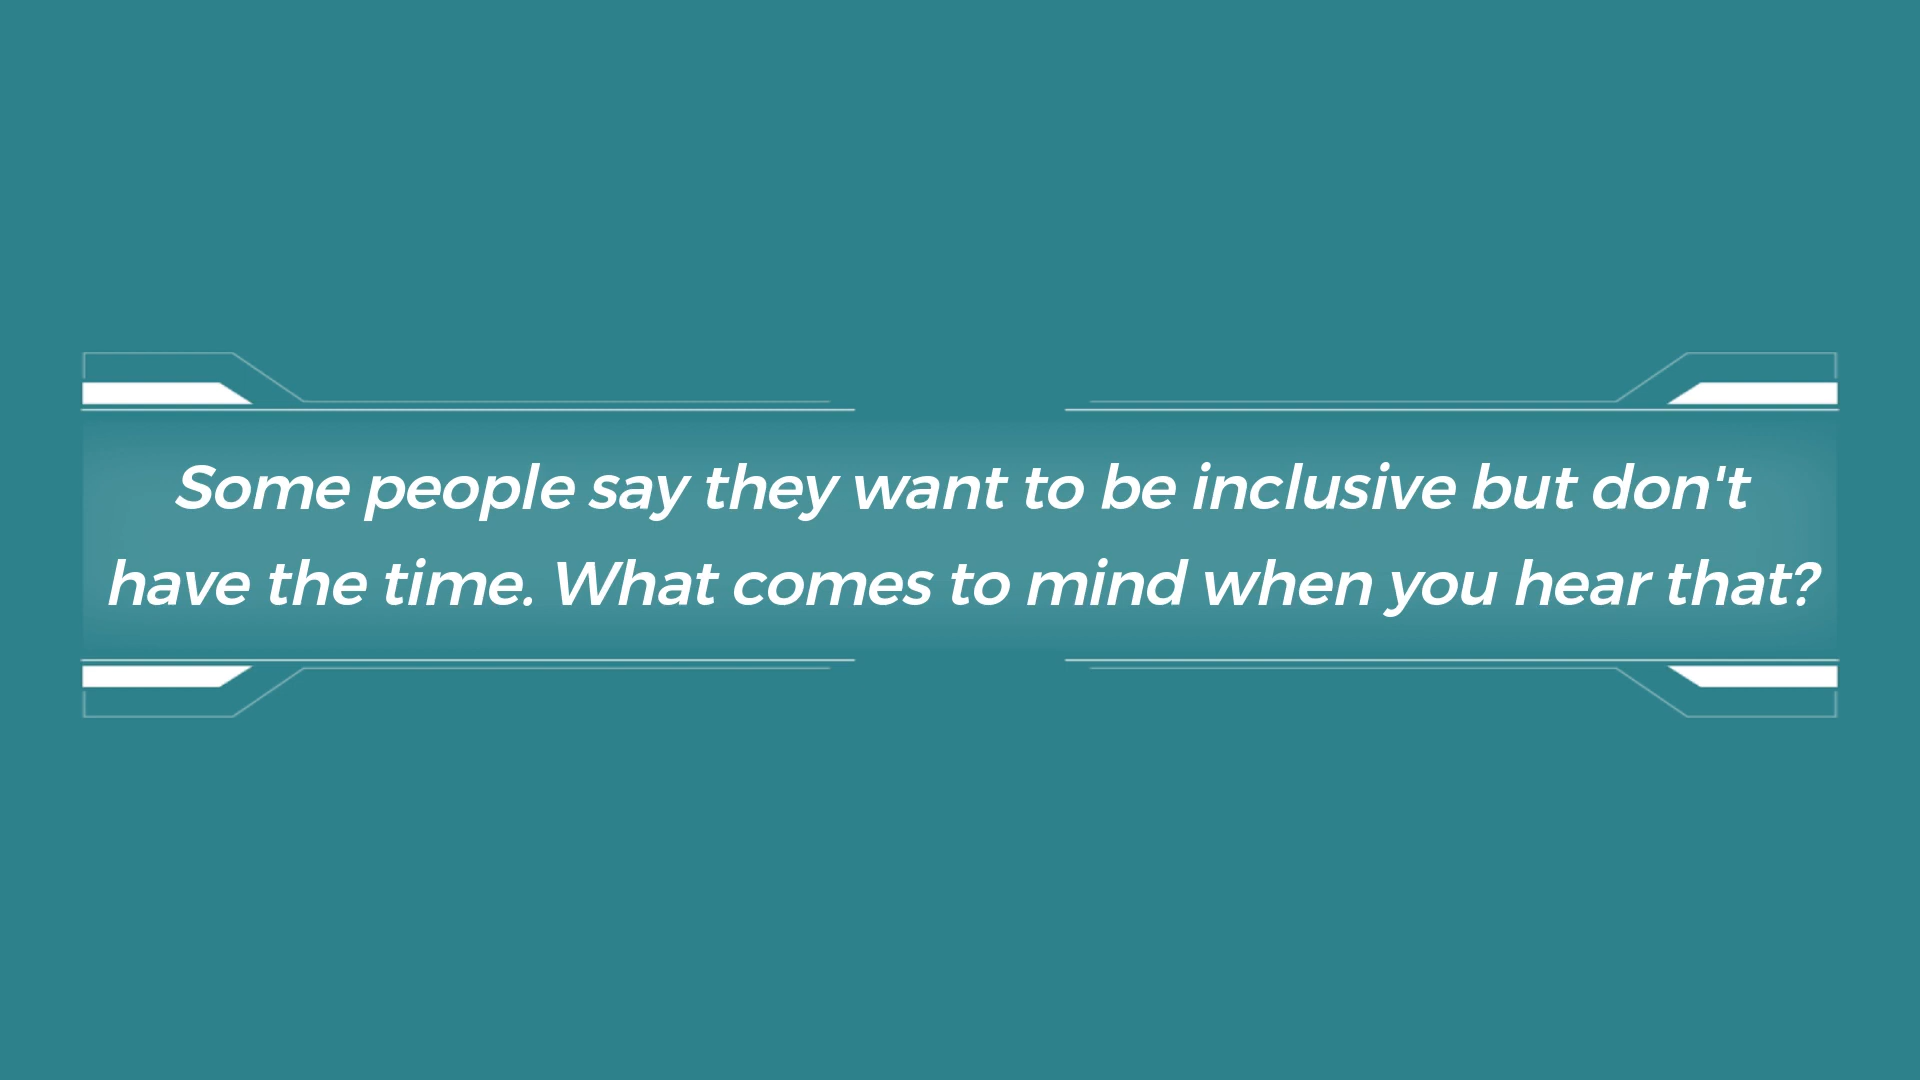 Some people say they want to be inclusive but don't
have the time. What comes to mind when you hear that?